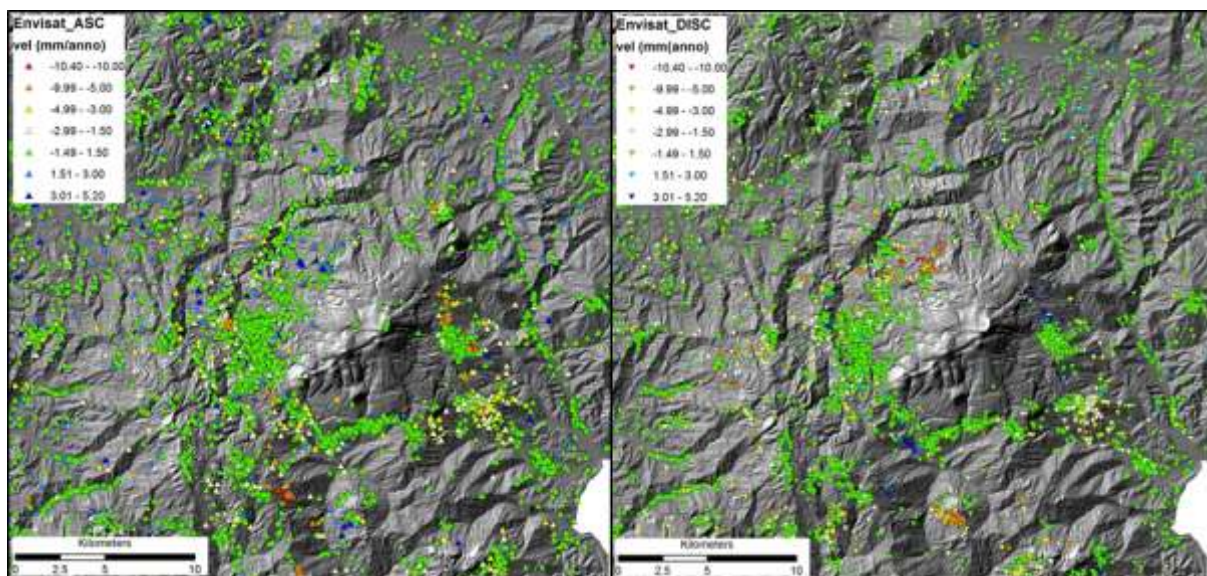 Envisat_ASC
vel (mm/anno)
-10.40 - -10.00
-9.99 - -5.00
-4.99 - -3.00
-2.99 - -1.50
-1.49 - 1.50
1.51 - 3.00
3.01 - 5.20
Kilometers
0 2.5 5 10
Envisat_DISC
vel (mm(anno)
-10.40 - -10.00
-9.99 - -5.00
-4.99 - -3.00
-2.99 - -1.50
-1.49 - 1.50
1.51 - 3.00
3.01 - 5.20
Kilometers
0 2.5 5 10